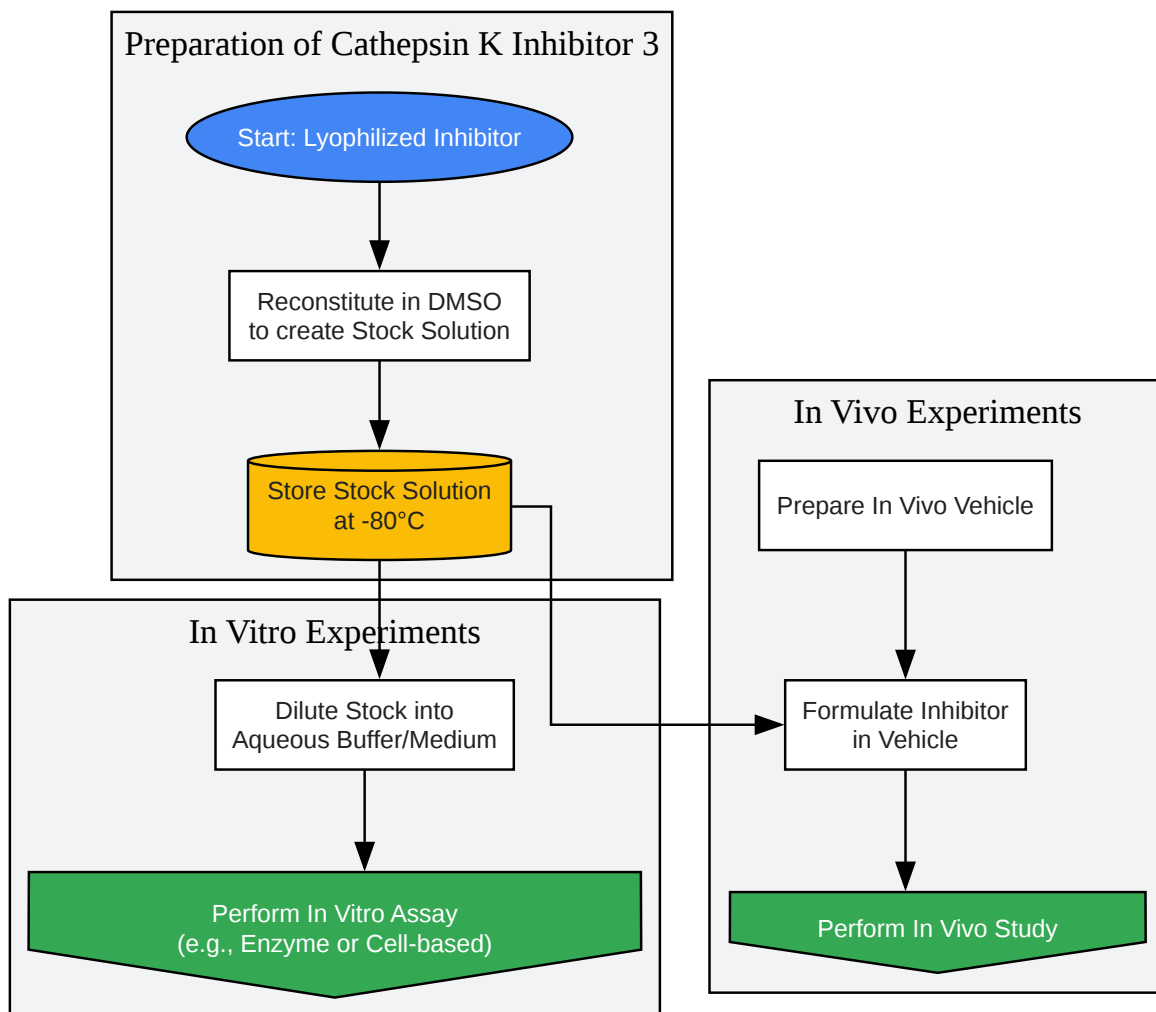 Preparation of Cathepsin K Inhibitor 3
Start: Lyophilized Inhibitor
Reconstitute in DMSO
to create Stock Solution
Store Stock Solution
at -80°C
In Vitro Experiments
Dilute Stock into
Aqueous Buffer/Medium
Perform In Vitro Assay
(e.g., Enzyme or Cell-based)
In Vivo Experiments
Prepare In Vivo Vehicle
Formulate Inhibitor
in Vehicle
Perform In Vivo Study